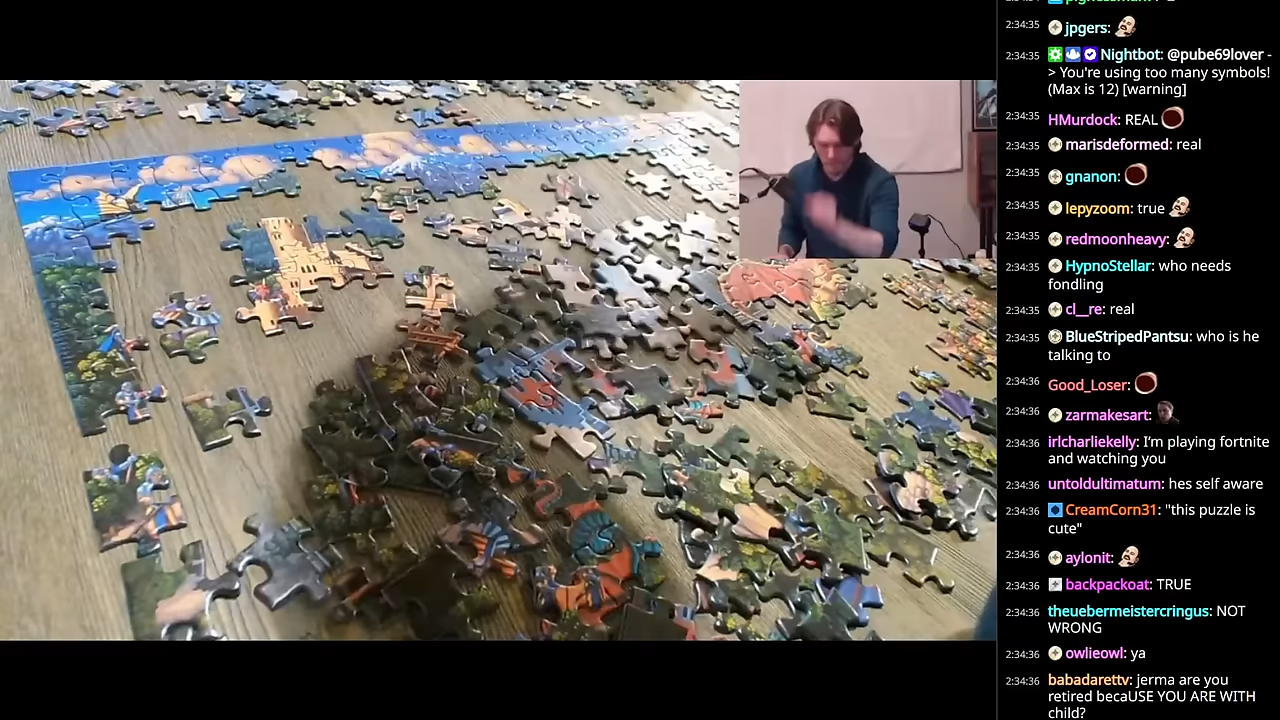 2:34:35 jpgers:
2:34:35 Nightbot: @pube69lover -
> You're using too many symbols!
(Max is 12) [warning]
2:34:35 HMurdock: REAL
2:34:35 marisdeformed: real
2:34:35 gnanon:
2:34:35 lepyzoom: true
2:34:35 redmoonheavy:
2:34:35 HypnoStellar: who needs
fondling
2:34:35 cl__re: real
2:34:35 BlueStripedPantsu: who is he
talking to
2:34:36 Good_Loser:
2:34:36 zarmakesart:
2:34:36 irlcharliekelly: I'm playing fortnite
and watching you
2:34:36 untoldultimatum: hes self aware
2:34:36 CreamCorn31: "this puzzle is
cute"
2:34:36 aylonit:
2:34:36 backpackoat: TRUE
2:34:36 theuebermeistercringus: NOT
WRONG
2:34:36 owlieowl: ya
2:34:36 babadarettv: jerma are you
retired becaUSE YOU ARE WITH
child?